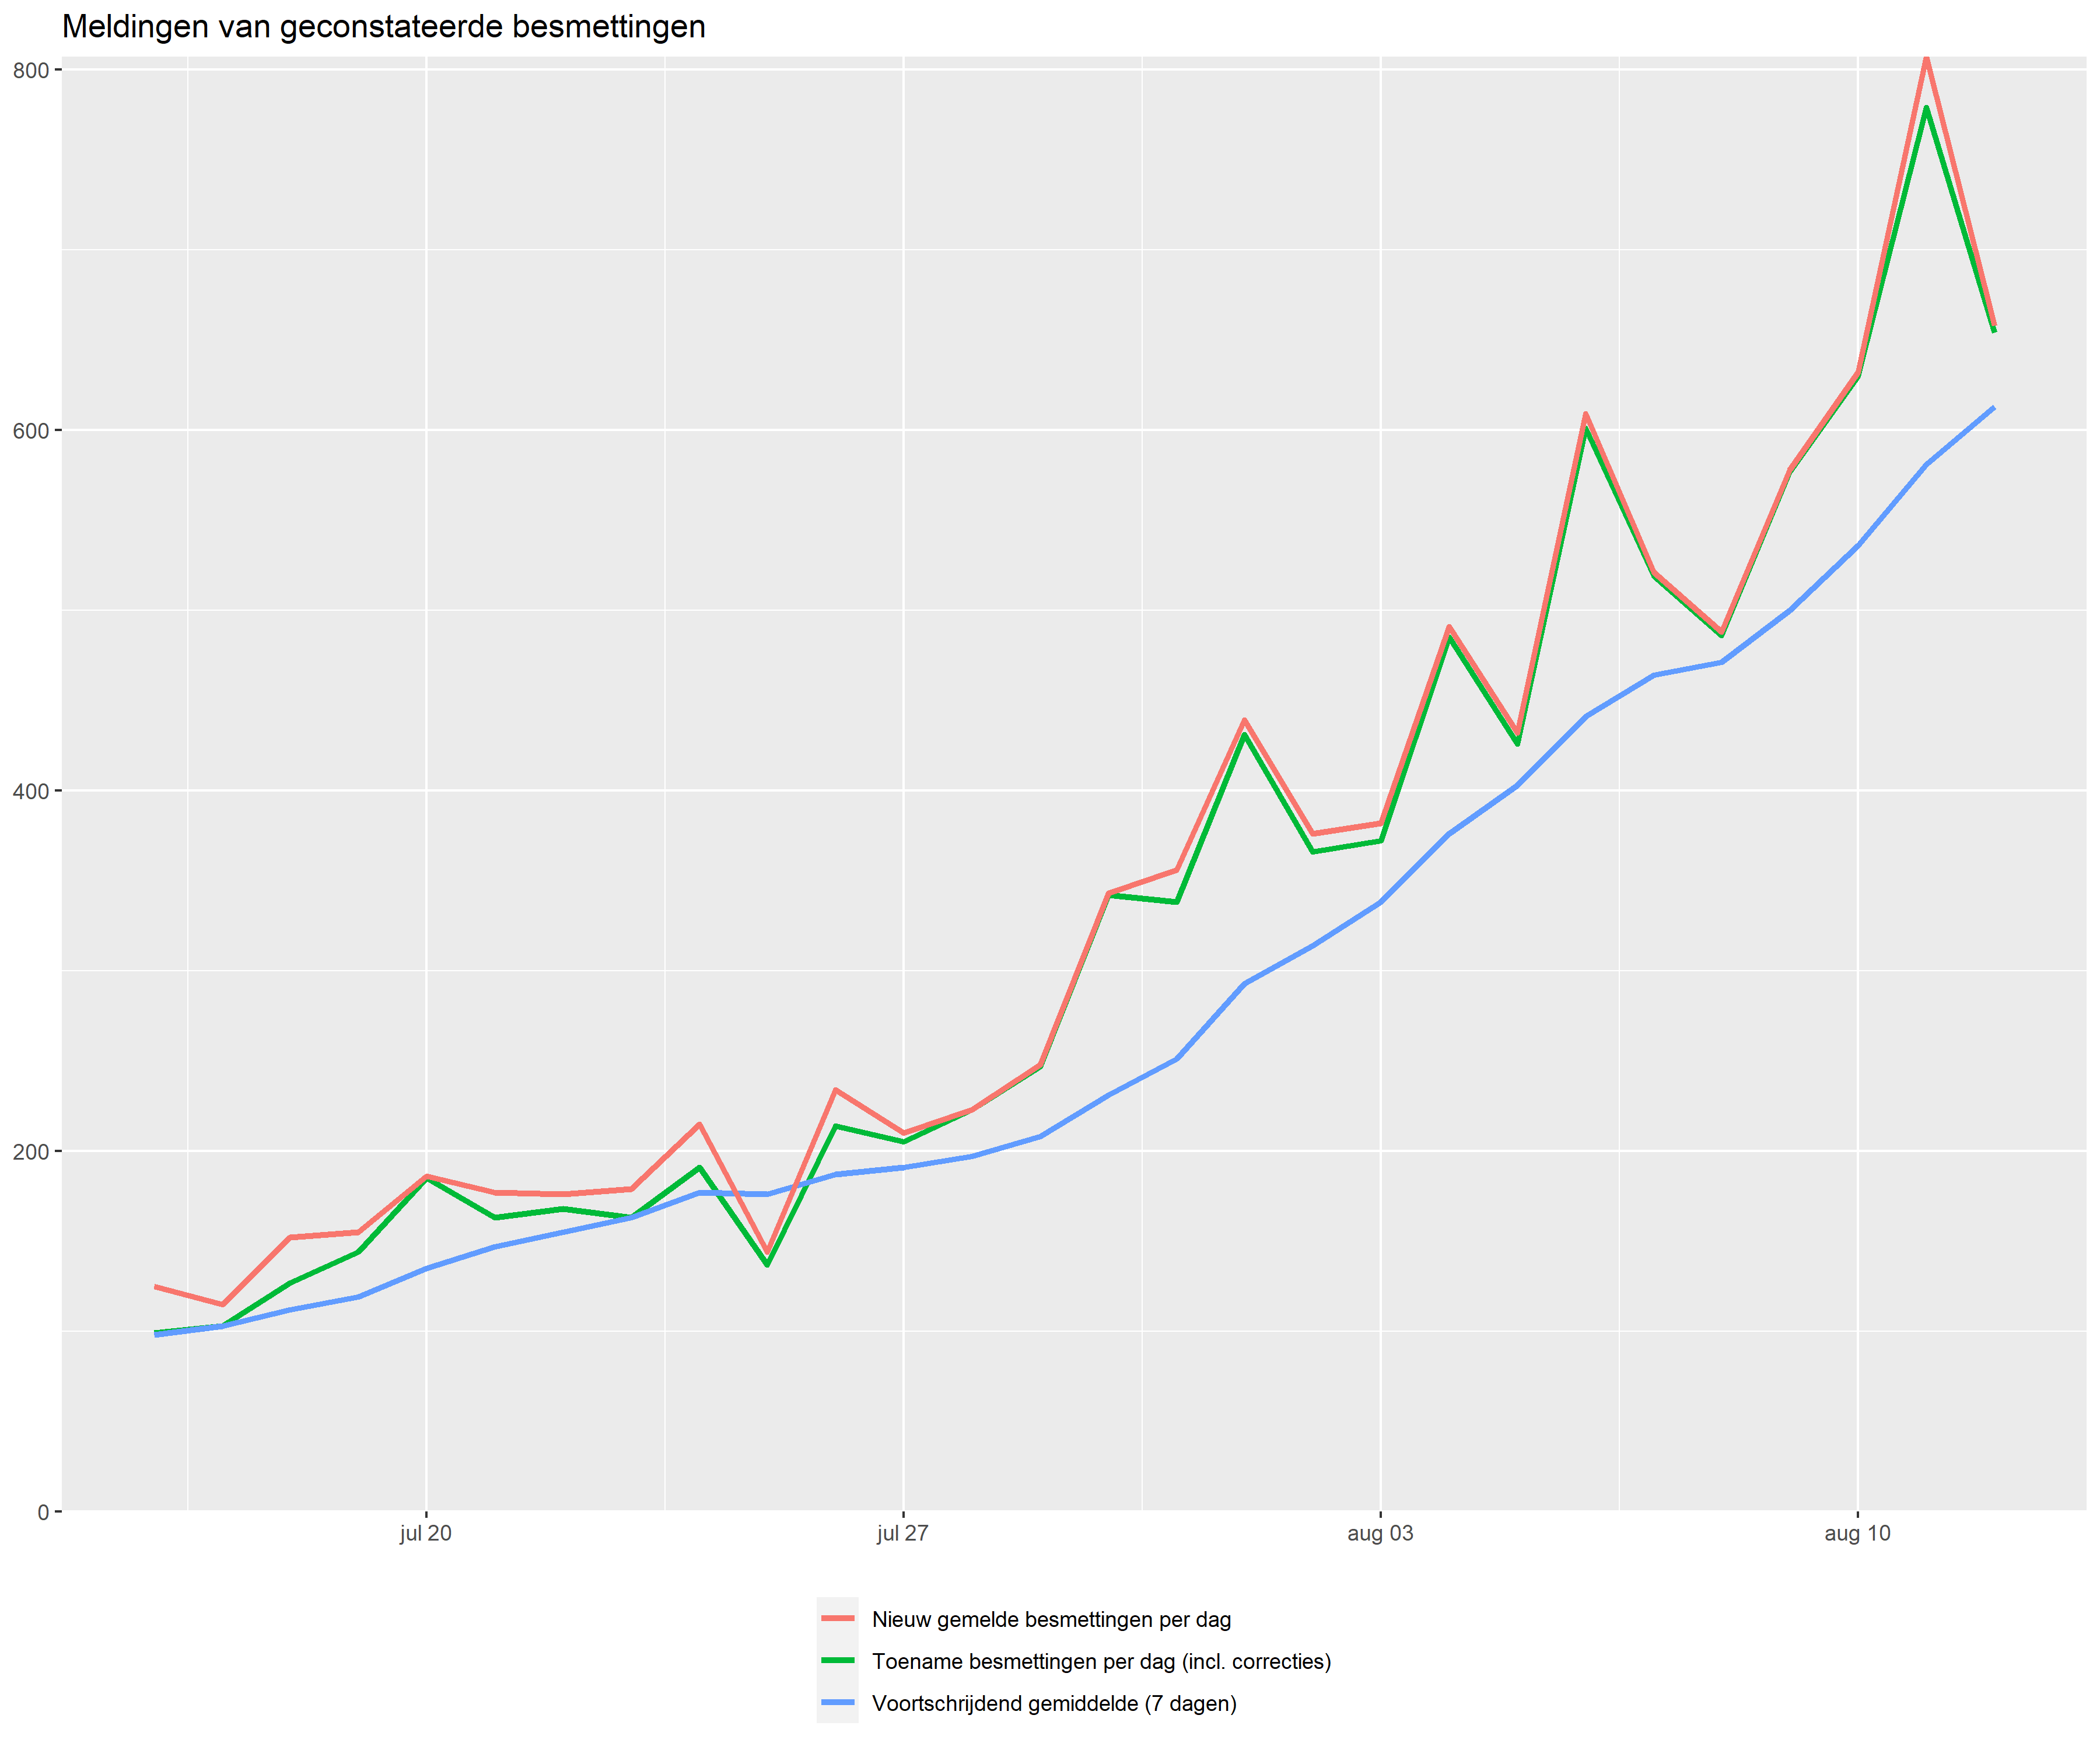 Meldingen van geconstateerde besmettingen
800
600
400
200
0
jul 20 jul 27 aug 03 aug 10
Nieuw gemelde besmettingen per dag
Toename besmettingen per dag (incl. correcties)
Voortschrijdend gemiddelde (7 dagen)